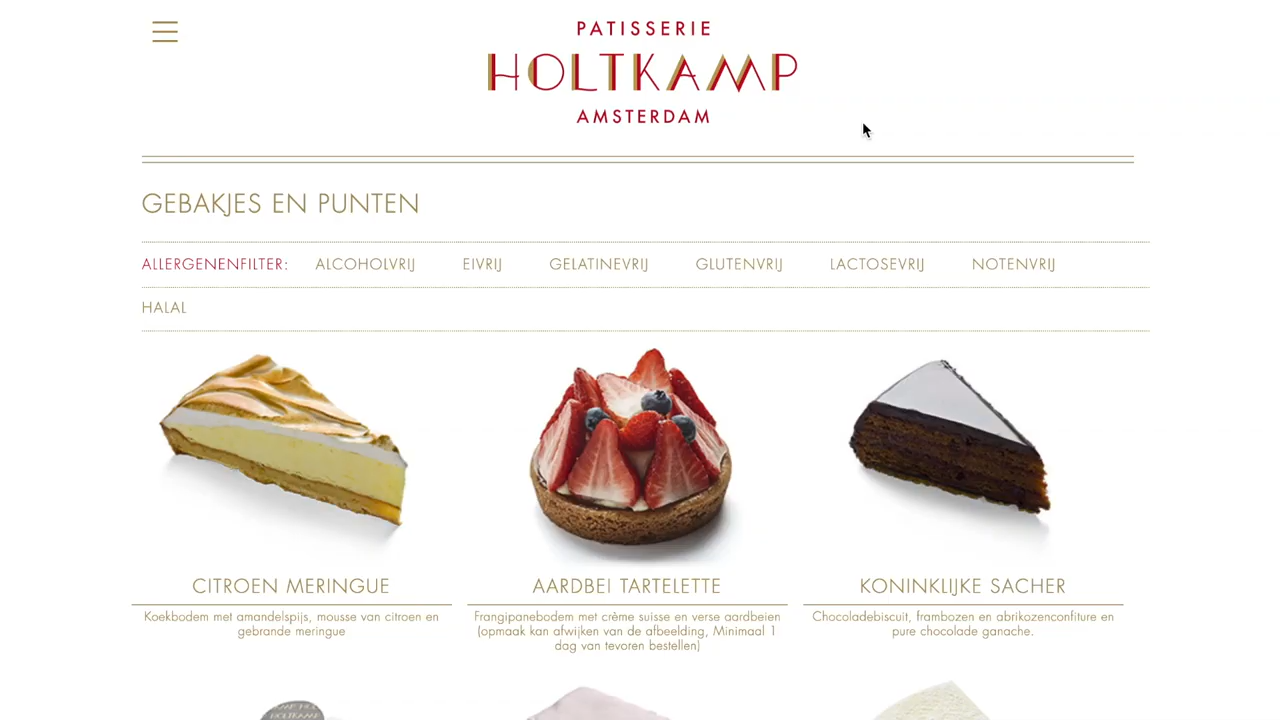 PATISSERIE
HOLTKAMP
AMSTERDAM
GEBAKJES EN PUNTEN
ALLERGENENFILTER: ALCOHOLVRIJ EIVRIJ GELATINEVRIJ GLUTENVRIJ LACTOSEVRIJ NOTENVRIJ
HALAL
CITROEN MERINGUE
Koekbodem met amandelspijs, mousse van citroen en
gebrande meringue
AARDBEI TARTELETTE
Frangipanebodem met crème suisse en verse aardbeien
(opmaak kan afwijken van de afbeelding, Minimaal 1
dag van tevoren bestellen)
KONINKLIJKE SACHER
Chocoladebiscuit, frambozen en abrikozenconfiture en
pure chocolade ganache.
HOLTKAMP